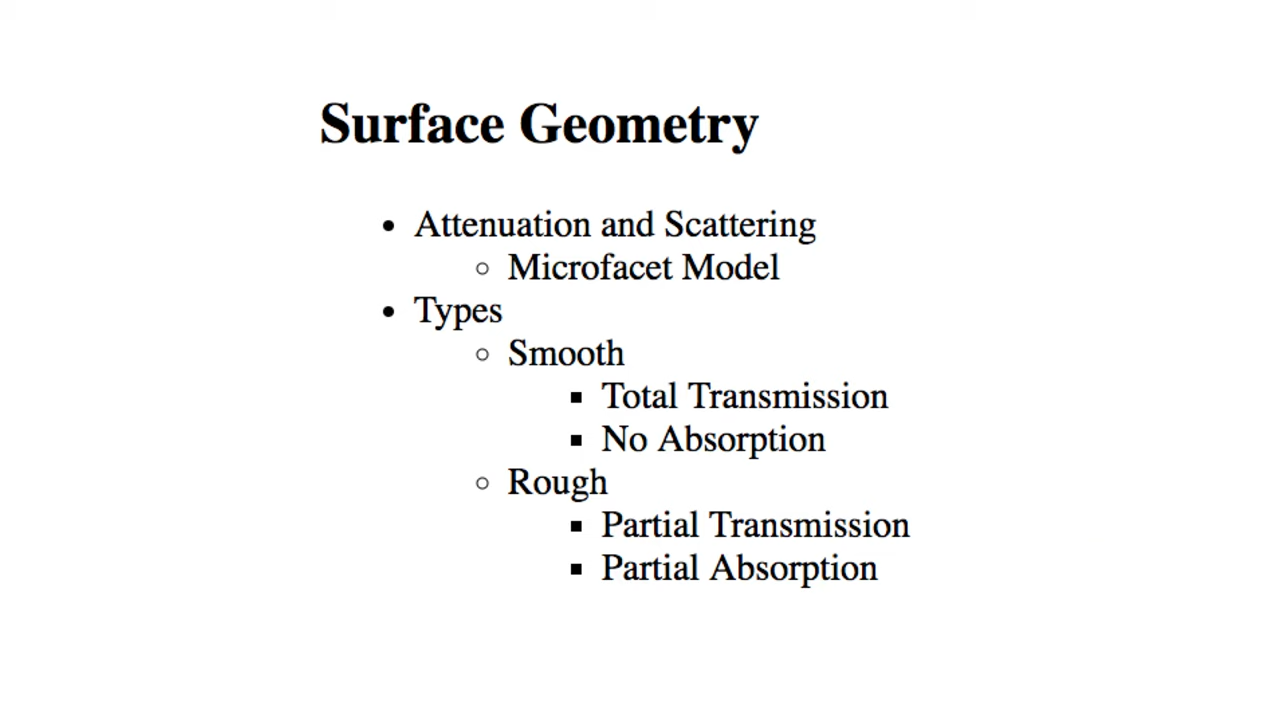 Surface Geometry
Attenuation and Scattering
Microfacet Model
Types
Smooth
Total Transmission
No Absorption
Rough
Partial Transmission
Partial Absorption